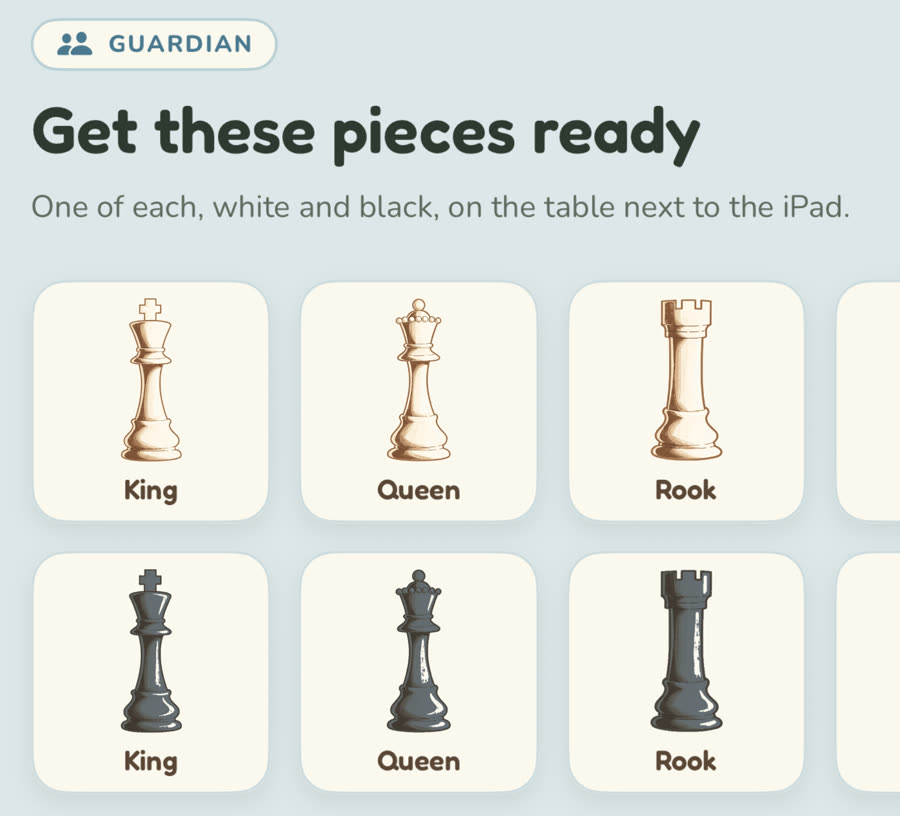 GUARDIAN
Get these pieces ready
One of each, white and black, on the table next to the iPad.
King Queen Rook
King Queen Rook